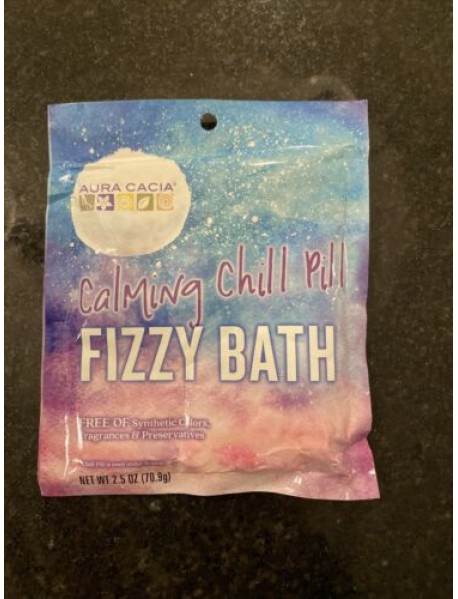 AURA CACIA®
Calming Chill Pill
FIZZY BATH
FREE OF Synthetic Colors,
Fragrances & Preservatives
NET WT 2.5 OZ (70.9g)